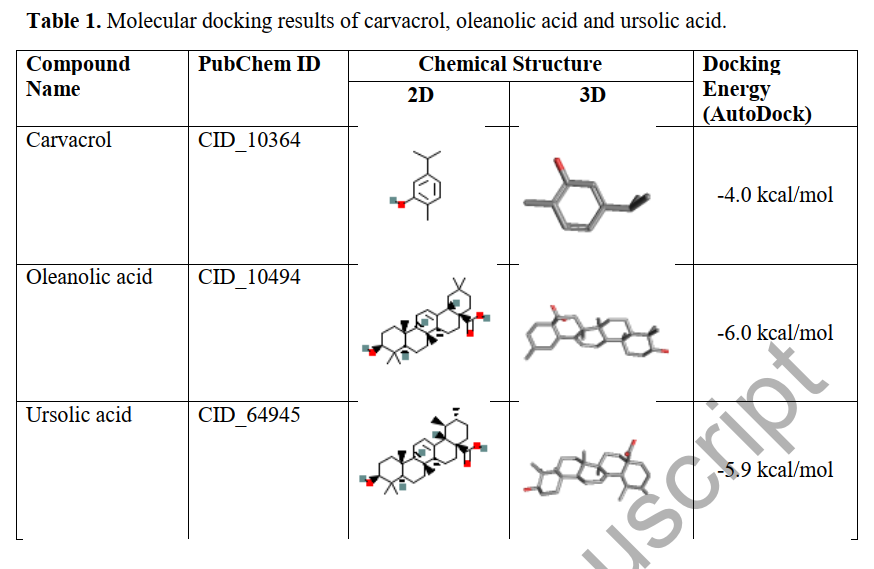 Table 1. Molecular docking results of carvacrol, oleanolic acid and ursolic acid.
Compound Name
PubChem ID
Chemical Structure
2D
3D
Docking Energy (AutoDock)
Carvacrol
CID_10364
-4.0 kcal/mol
Oleanolic acid
CID_10494
-6.0 kcal/mol
Ursolic acid
CID_64945
-5.9 kcal/mol
uscript